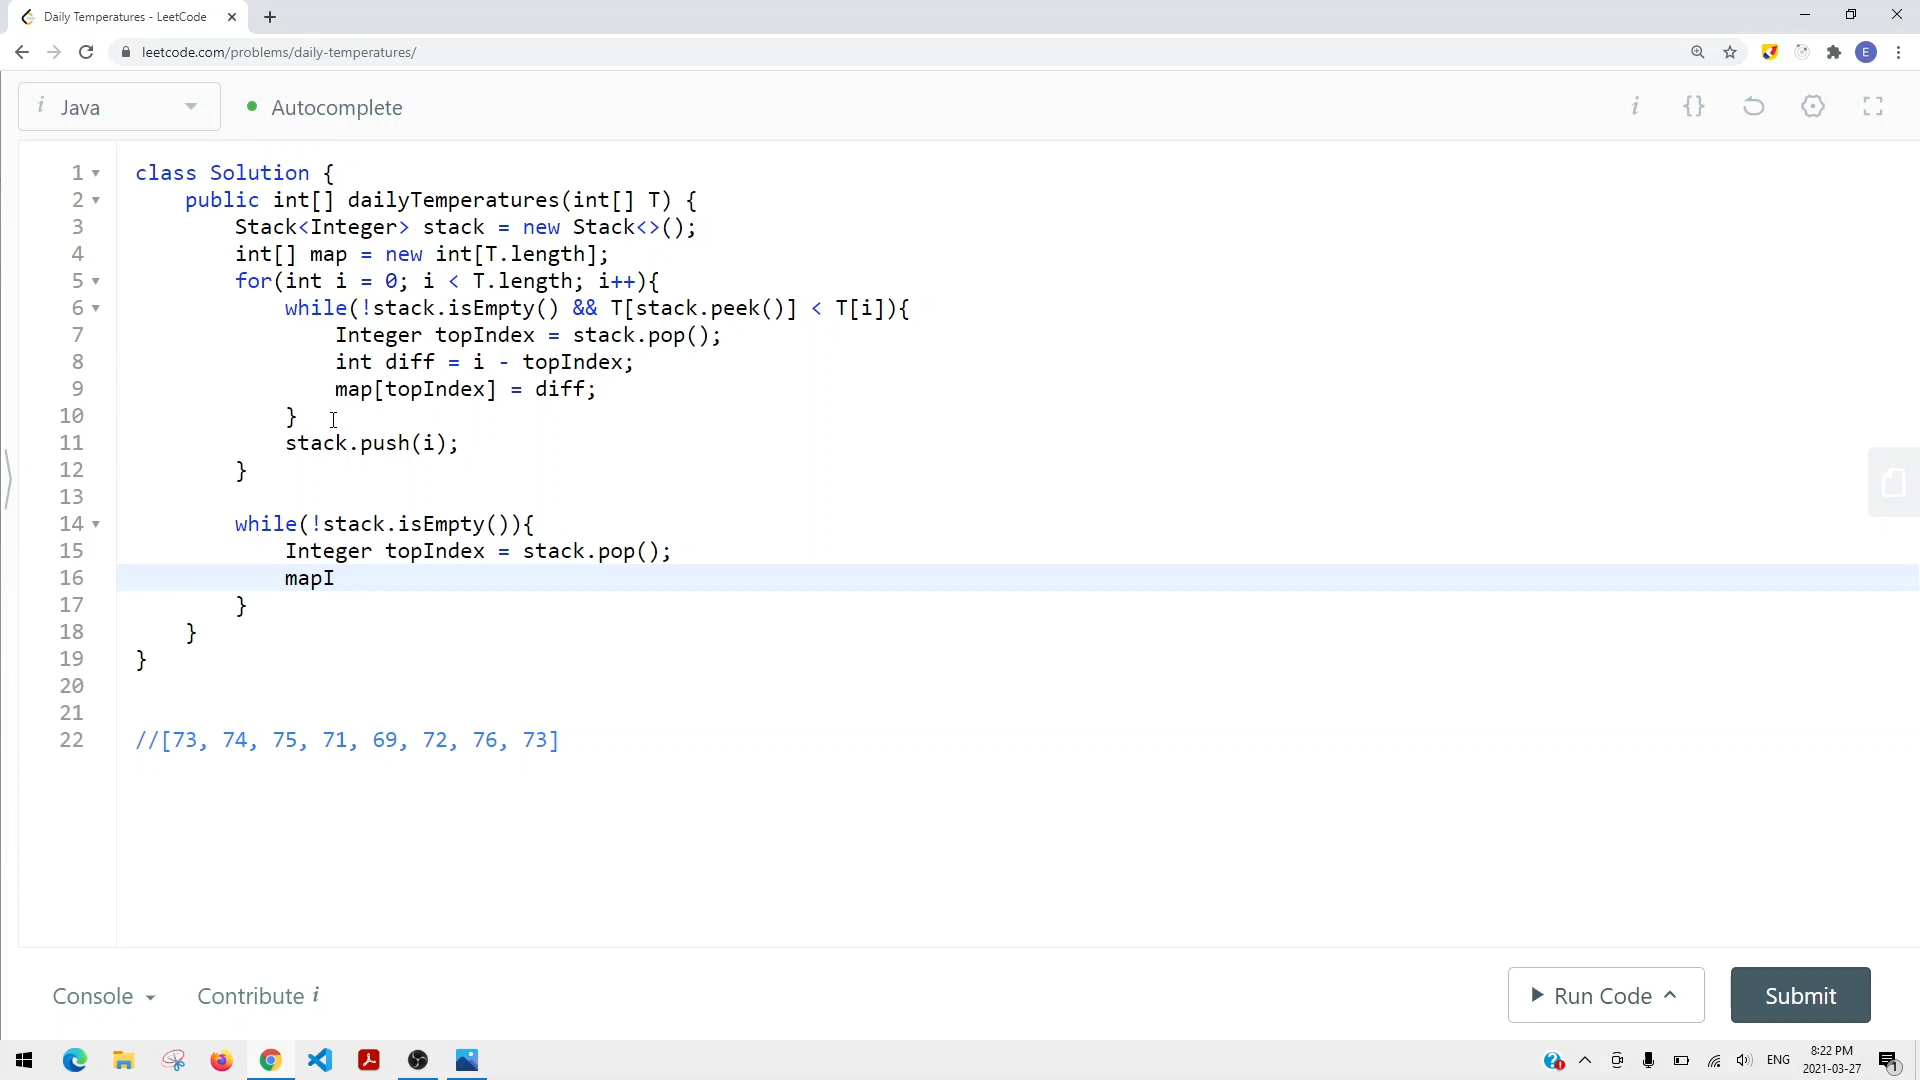 Daily Temperatures - LeetCode
leetcode.com/problems/daily-temperatures/
E
i Java
Autocomplete
i {}
1 class Solution {
2 public int[] dailyTemperatures(int[] T) {
3 Stack<Integer> stack = new Stack<>();
4 int[] map = new int[T.length];
5 for(int i = 0; i < T.length; i++){
6 while(!stack.isEmpty() && T[stack.peek()] < T[i]){
7 Integer topIndex = stack.pop();
8 int diff = i - topIndex;
9 map[topIndex] = diff;
10 }
11 stack.push(i);
12 }
13
14 while(!stack.isEmpty()){
15 Integer topIndex = stack.pop();
16 mapI
17 }
18 }
19 }
20
21
22 //[73, 74, 75, 71, 69, 72, 76, 73]
Console
Contribute i
Run Code
Submit
ENG
8:22 PM
2021-03-27
1